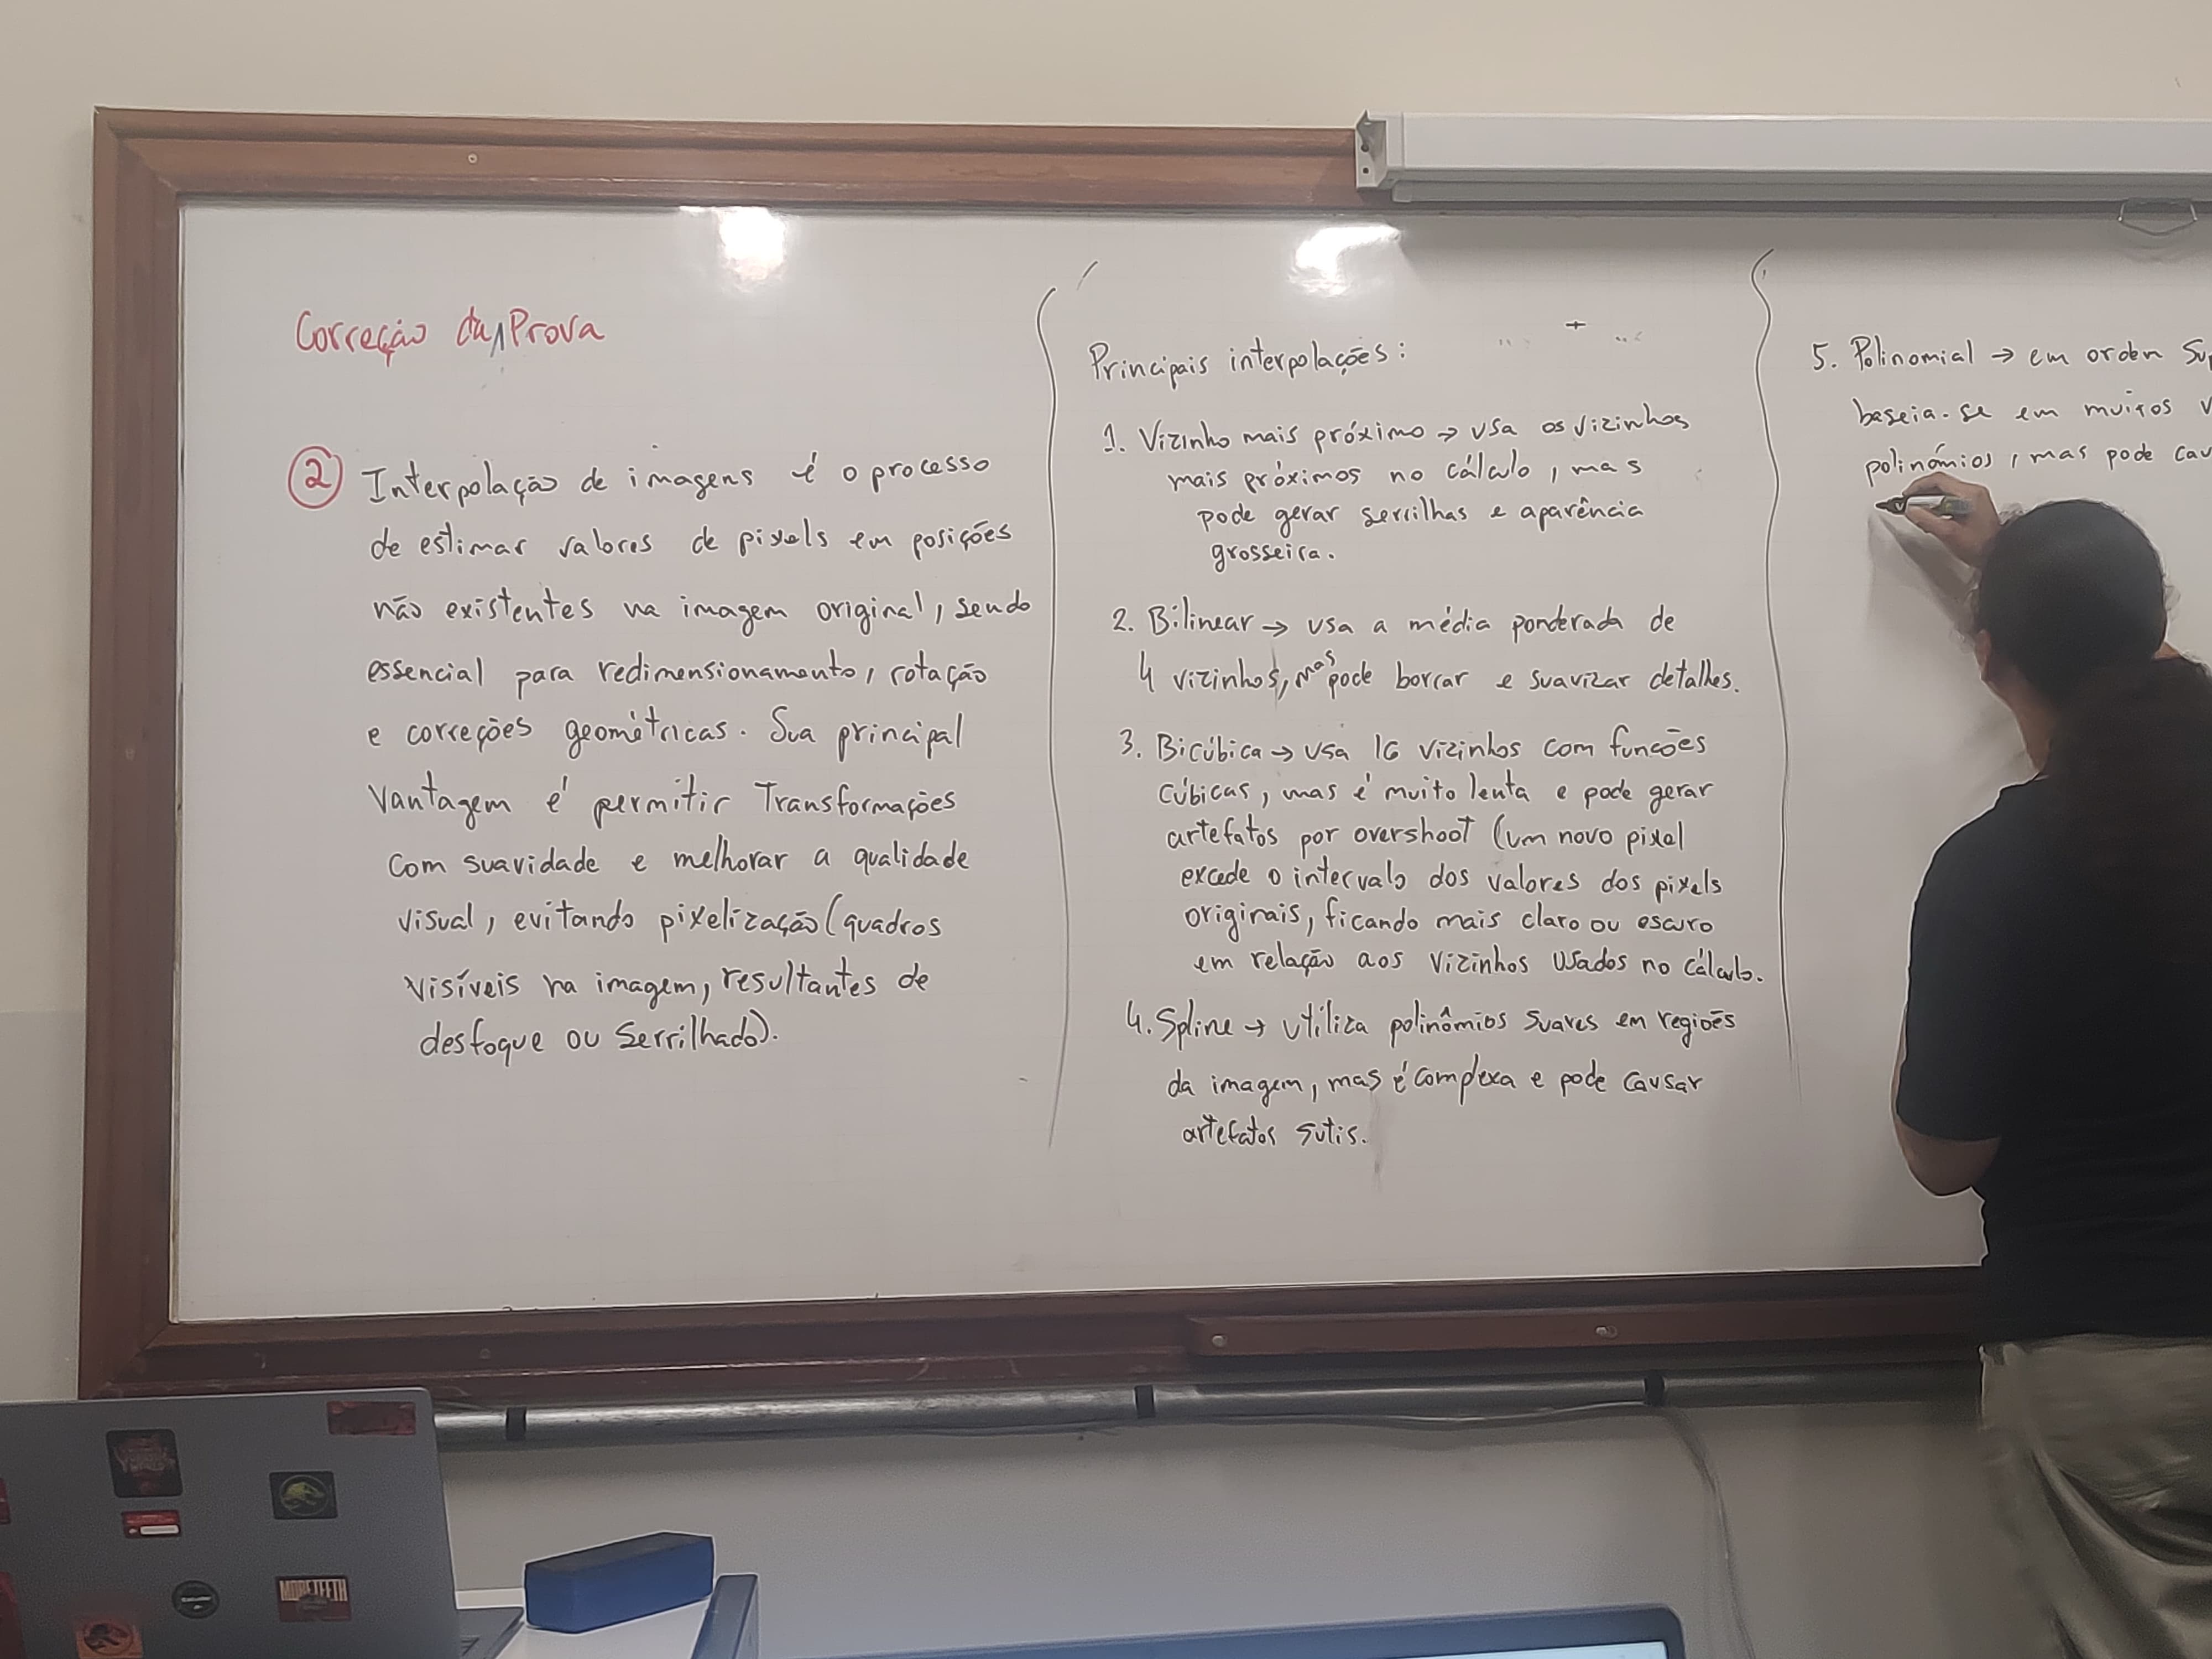 Correção da Prova
2 Interpolação de imagens é o processo
de estimar valores de pixels em posições
não existentes na imagem original, sendo
essencial para redimensionamento, rotação
e correções geométricas. Sua principal
Vantagem é permitir Transformações
com suavidade e melhorar a qualidade
visual, evitando pixelização (quadros
visíveis na imagem, resultantes de
desfoque ou serrilhado).
Principais interpolações:
1. Vizinho mais próximo → usa os vizinhos
mais próximos no cálculo, mas
pode gerar serrilhas e aparência
grosseira.
2. Bilinear → usa a média ponderada de
4 vizinhos, mas pode borrar e suavizar detalhes.
3. Bicúbica → usa 16 vizinhos com funcões
cúbicas, mas é muito lenta e pode gerar
artefatos por overshoot (um novo pixel
excede o intervalo dos valores dos pixels
originais, ficando mais claro ou escuro
em relação aos vizinhos usados no cálculo.
4. Spline → utiliza polinômios suaves em regiões
da imagem, mas é complexa e pode causar
artefatos sutis.
5. Polinomial → em orden Sup
baseia-se em muitos v
polinômios, mas pode cau
MORE TEETH